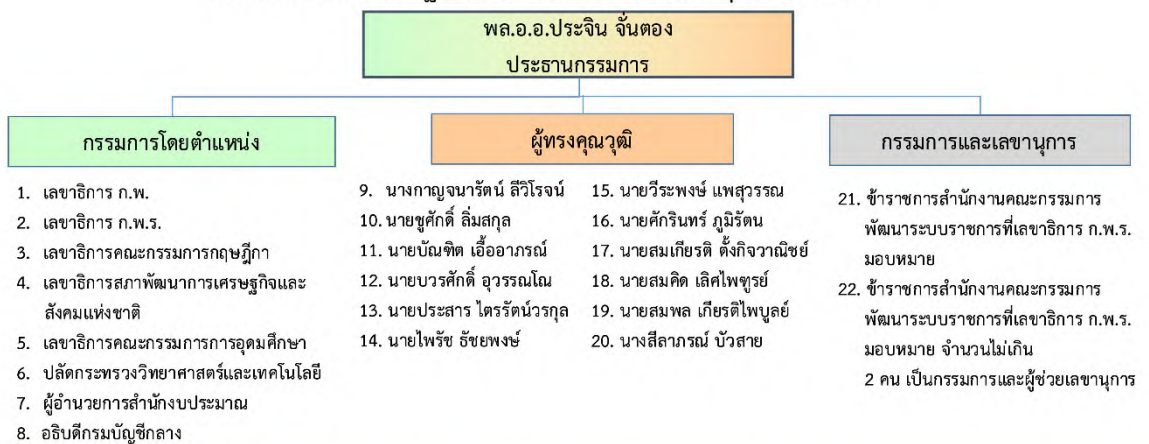 พล.อ.อ.ประจิน จั่นตอง
ประธานกรรมการ
กรรมการโดยตำแหน่ง
1. เลขาธิการ ก.พ.
2. เลขาธิการ ก.พ.ร.
3. เลขาธิการคณะกรรมการกฤษฎีกา
4. เลขาธิการสภาพัฒนาการเศรษฐกิจและ
สังคมแห่งชาติ
5. เลขาธิการคณะกรรมการการอุดมศึกษา
6. ปลัดกระทรวงวิทยาศาสตร์และเทคโนโลยี
7. ผู้อำนวยการสำนักงบประมาณ
8. อธิบดีกรมบัญชีกลาง
ผู้ทรงคุณวุฒิ
9. นางกาญจนารัตน์ ลีวิโรจน์
10. นายชูศักดิ์ ลิ่มสกุล
11. นายบัณฑิต เอื้ออาภรณ์
12. นายบวรศักดิ์ อุวรรณโณ
13. นายประสาร ไตรรัตน์วรกุล
14. นายไพรัช ธัชยพงษ์
15. นายวีระพงษ์ แพสุวรรณ
16. นายศักรินทร์ ภูมิรัตน
17. นายสมเกียรติ ตั้งกิจวาณิชย์
18. นายสมคิด เลิศไพฑูรย์
19. นายสมพล เกียรติไพบูลย์
20. นางสีลาภรณ์ บัวสาย
กรรมการและเลขานุการ
21. ข้าราชการสำนักงานคณะกรรมการ
พัฒนาระบบราชการที่เลขาธิการ ก.พ.ร.
มอบหมาย
22. ข้าราชการสำนักงานคณะกรรมการ
พัฒนาระบบราชการที่เลขาธิการ ก.พ.ร.
มอบหมาย จำนวนไม่เกิน
2 คน เป็นกรรมการและผู้ช่วยเลขานุการ